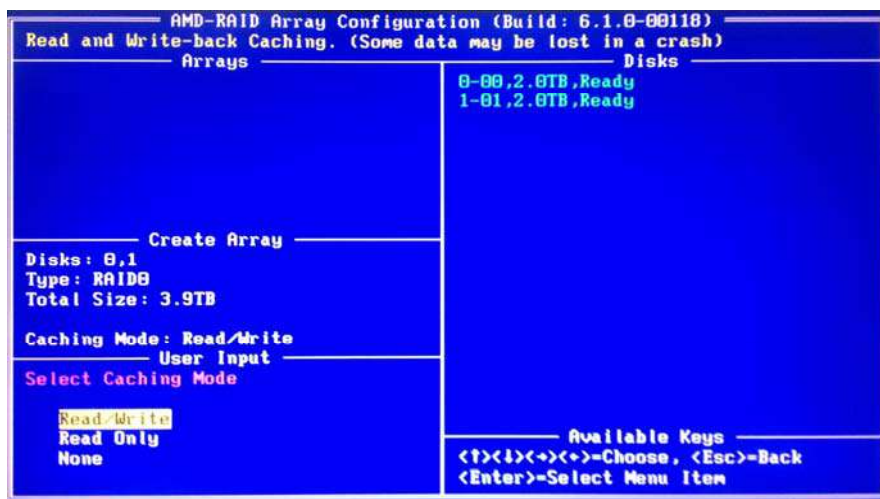 AMD-RAID Array Configuration (Build: 6.1.0-00118)
Read and Write-back Caching. (Some data may be lost in a crash)
Arrays
Disks
0-00,2.0TB,Ready
1-01,2.0TB,Ready
Create Array
Disks: 0,1
Type: RAID0
Total Size: 3.9TB
Caching Mode: Read/Write
User Input
Select Caching Mode
Read/Write
Read Only
None
Available Keys
<↑><↓><→><←>=Choose, <Esc>=Back
<Enter>=Select Menu Item